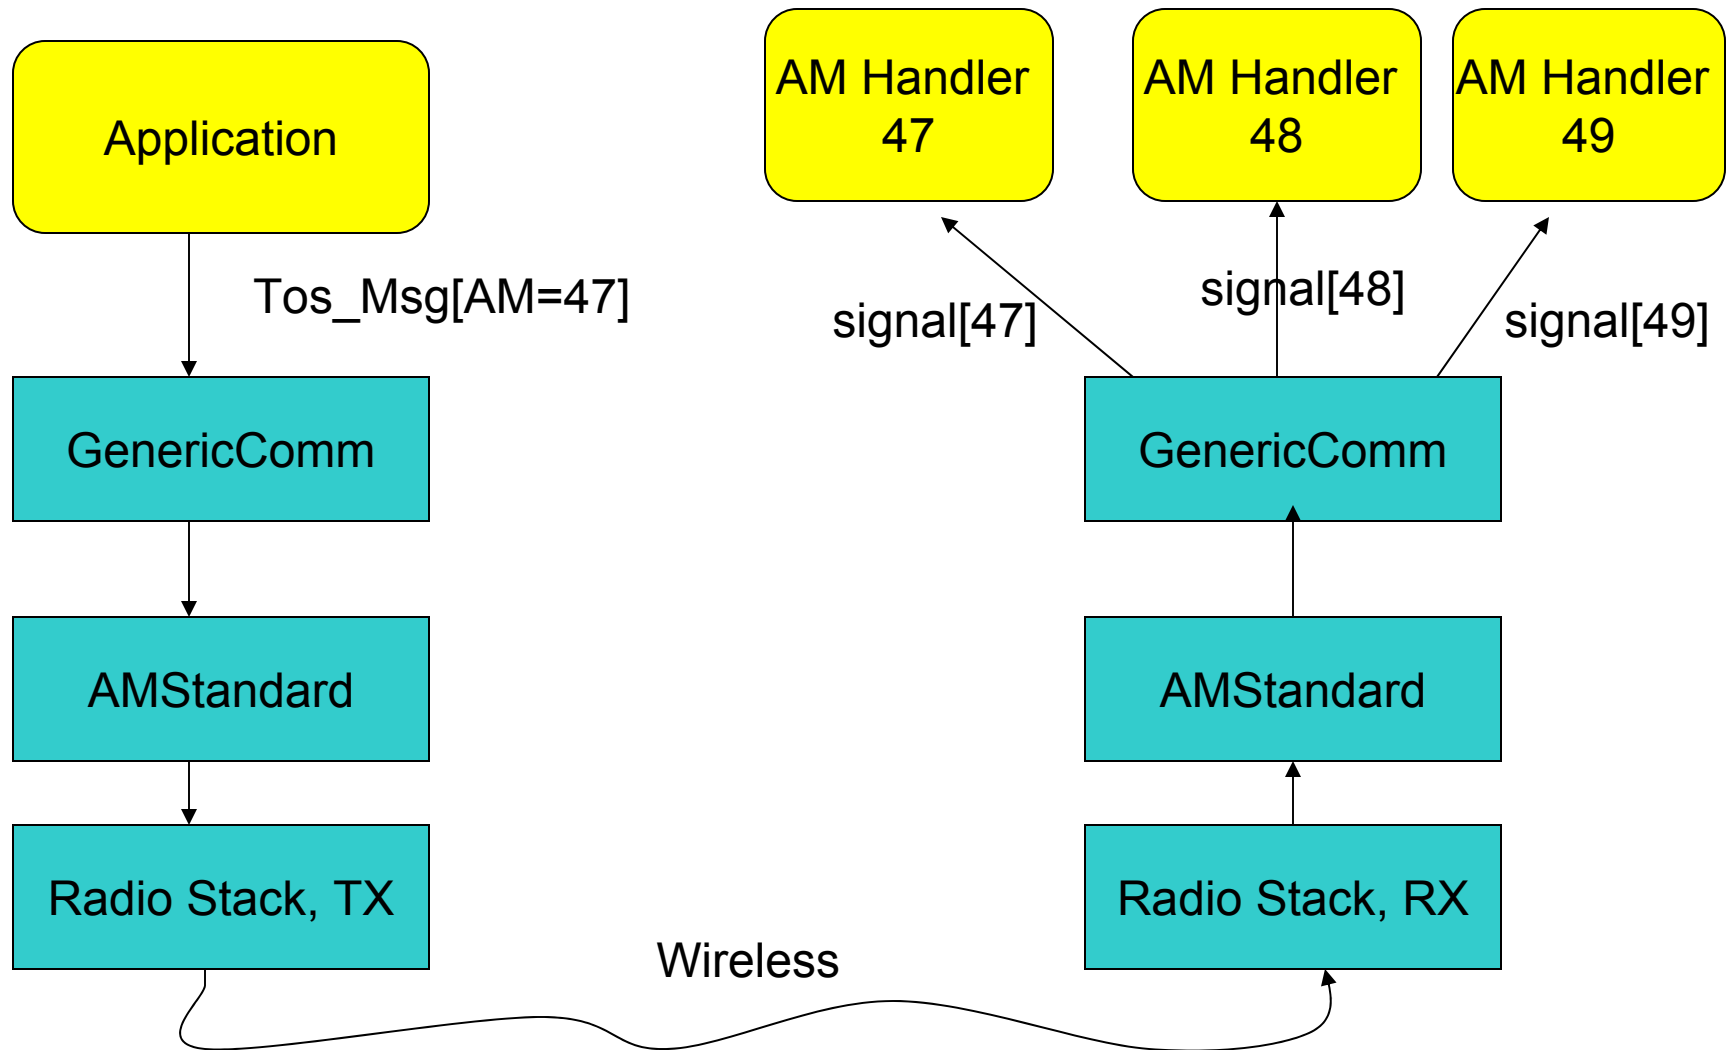 Application
AM Handler
47
AM Handler
48
AM Handler
49
Tos_Msg[AM=47]
signal[47]
signal[48]
signal[49]
GenericComm
GenericComm
AMStandard
AMStandard
Radio Stack, TX
Radio Stack, RX
Wireless